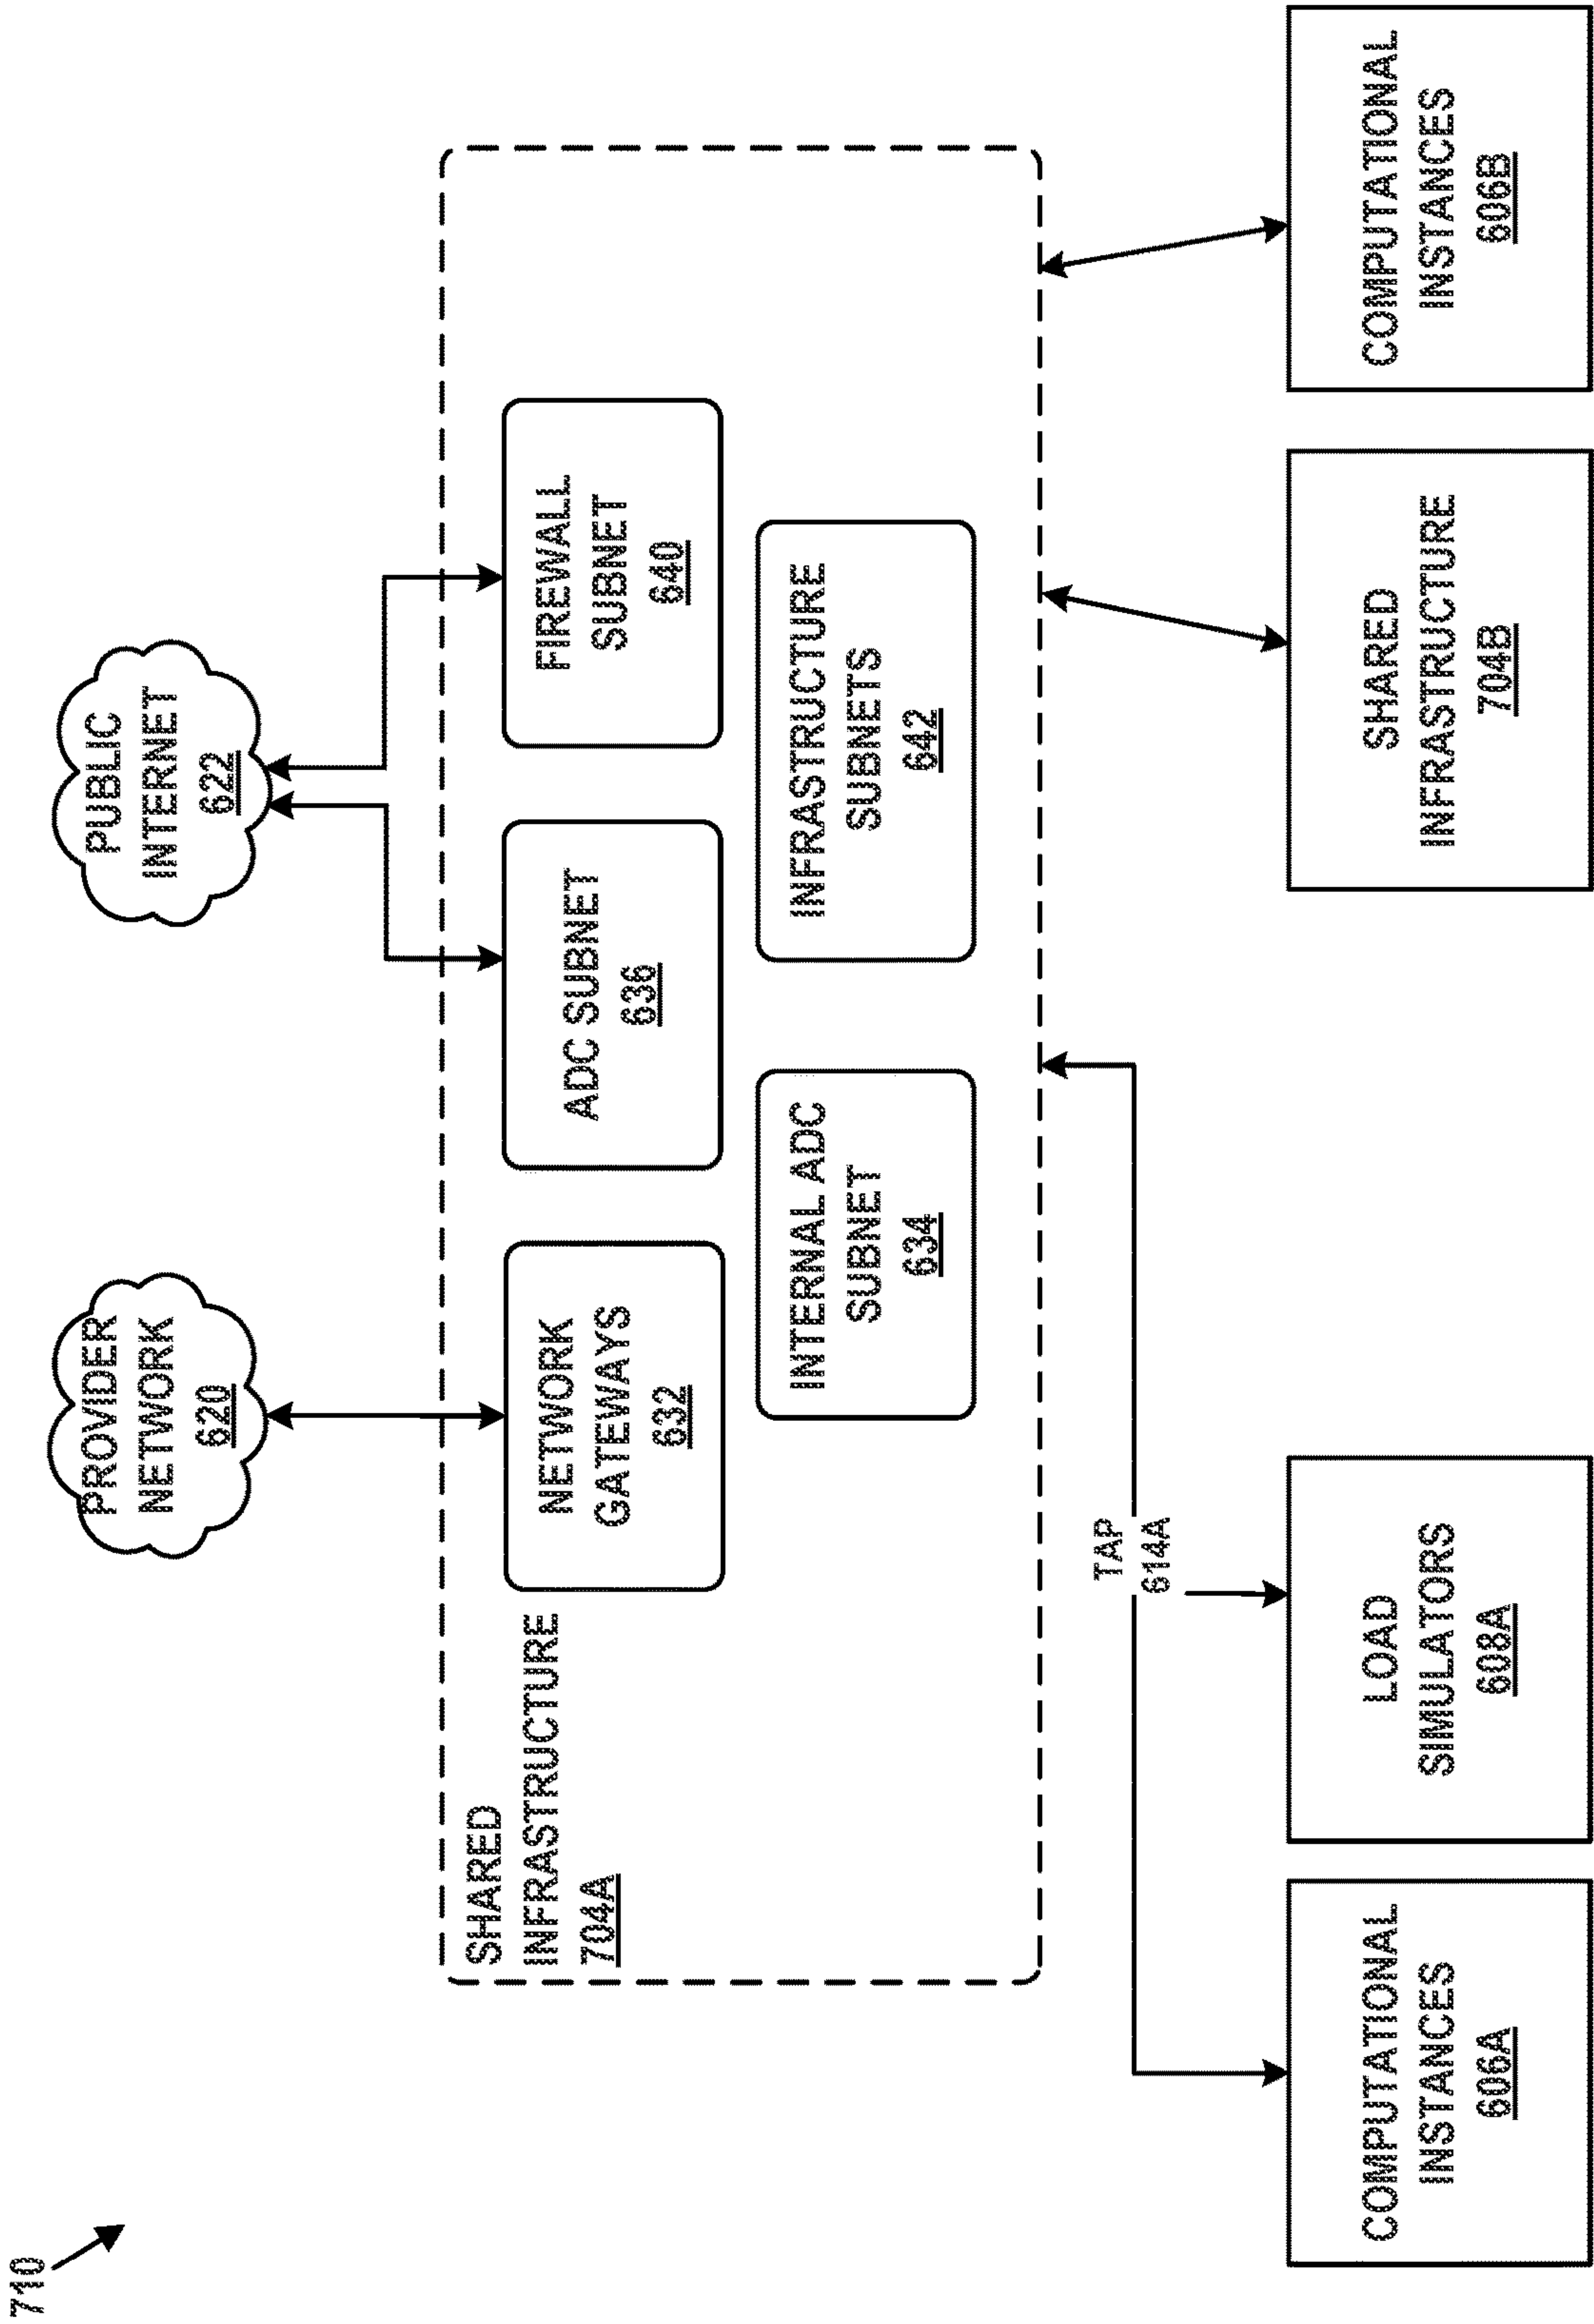 710
PROVIDER
NETWORK
620
PUBLIC
INTERNET
622
SHARED
INFRASTRUCTURE
704A
NETWORK
GATEWAYS
632
ADC SUBNET
636
FIREWALL
SUBNET
640
INTERNAL ADC
SUBNET
634
INFRASTRUCTURE
SUBNETS
642
TAP
614A
COMPUTATIONAL
INSTANCES
606A
LOAD
SIMULATORS
608A
SHARED
INFRASTRUCTURE
704B
COMPUTATIONAL
INSTANCES
606B